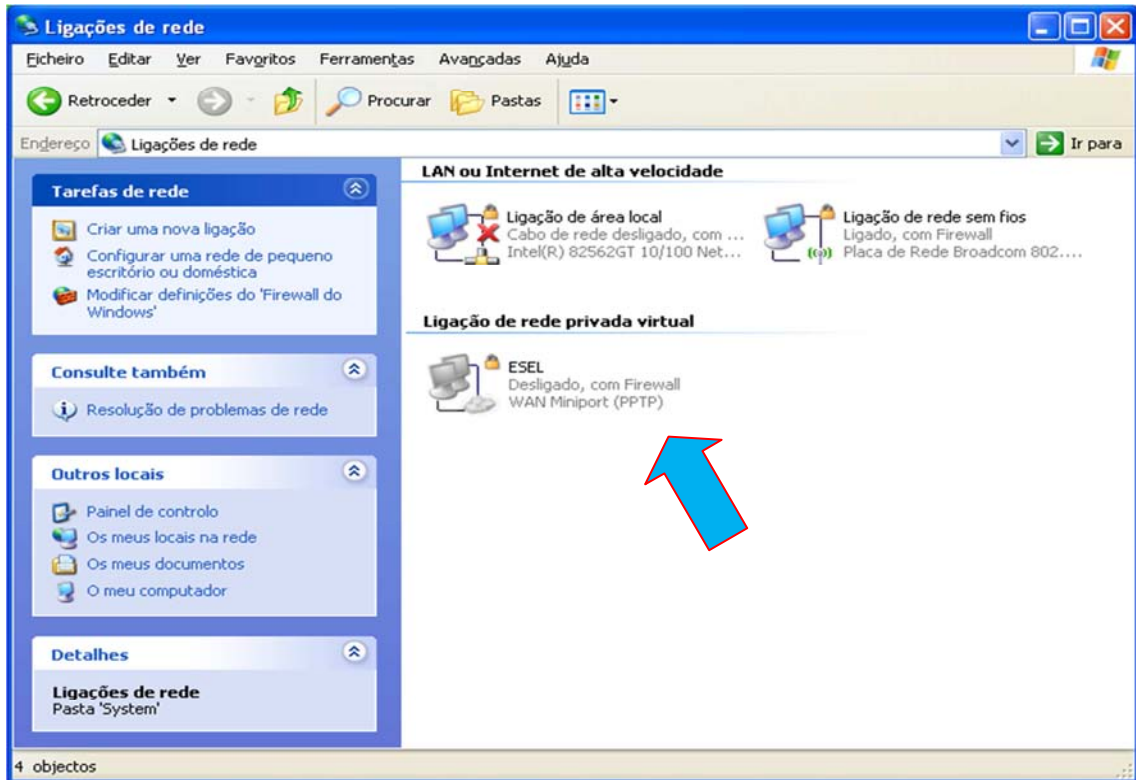 Ligações de rede
Ficheiro Editar Ver Favoritos Ferramentas Avançadas Ajuda
Retroceder Procurar Pastas
Endereço Ligações de rede Ir para
Tarefas de rede
Criar uma nova ligação
Configurar uma rede de pequeno
escritório ou doméstica
Modificar definições do 'Firewall do
Windows'
Consulte também
Resolução de problemas de rede
Outros locais
Painel de controlo
Os meus locais na rede
Os meus documentos
O meu computador
Detalhes
Ligações de rede
Pasta 'System'
LAN ou Internet de alta velocidade
Ligação de área local
Cabo de rede desligado, com ...
Intel(R) 82562GT 10/100 Net...
Ligação de rede sem fios
Ligado, com Firewall
Placa de Rede Broadcom 802....
Ligação de rede privada virtual
ESEL
Desligado, com Firewall
WAN Miniport (PPTP)
4 objectos